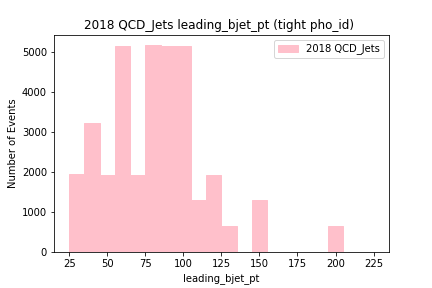 2018 QCD_Jets leading_bjet_pt (tight pho_id)
2018 QCD_Jets
Number of Events
5000
4000
3000
2000
1000
0
25 50 75 100 125 150 175 200 225
leading_bjet_pt